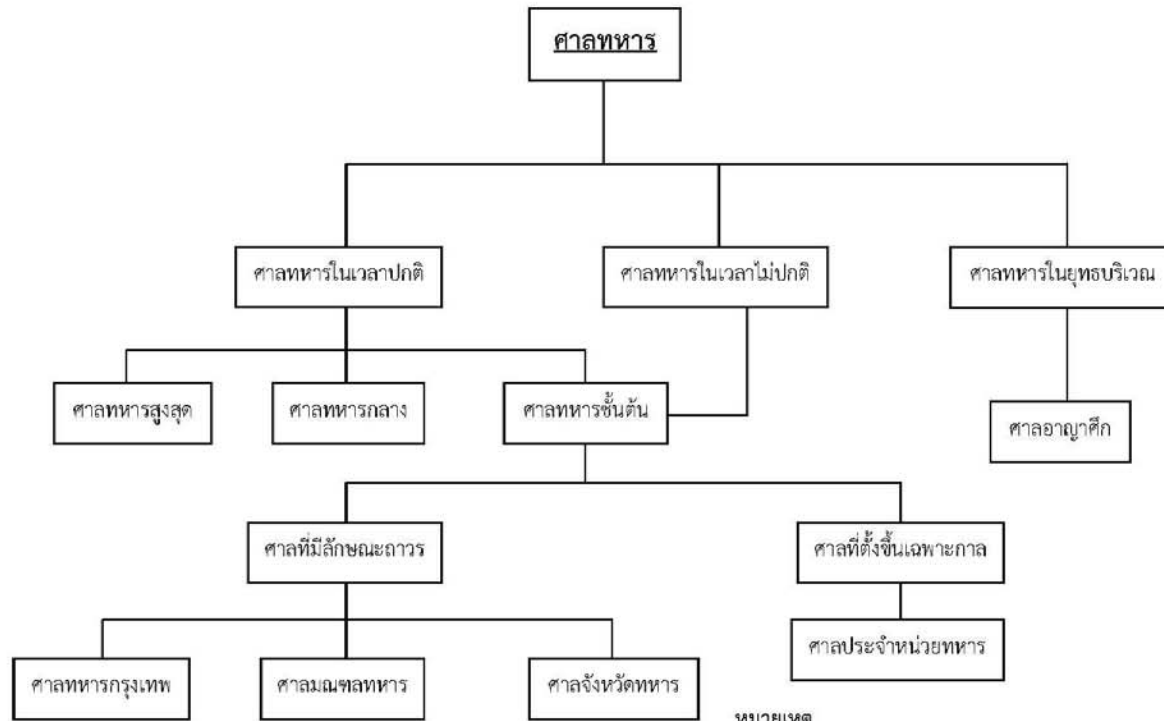 ศาลทหาร
ศาลทหารในเวลาปกติ
ศาลทหารในเวลาไม่ปกติ
ศาลทหารในยุทธบริเวณ
ศาลทหารสูงสุด
ศาลทหารกลาง
ศาลทหารชั้นต้น
ศาลอาญาศึก
ศาลที่มีลักษณะถาวร
ศาลที่ตั้งขึ้นเฉพาะกาล
ศาลทหารกรุงเทพ
ศาลมณฑลทหาร
ศาลจังหวัดทหาร
ศาลประจำหน่วยทหาร
หมายเหตุ